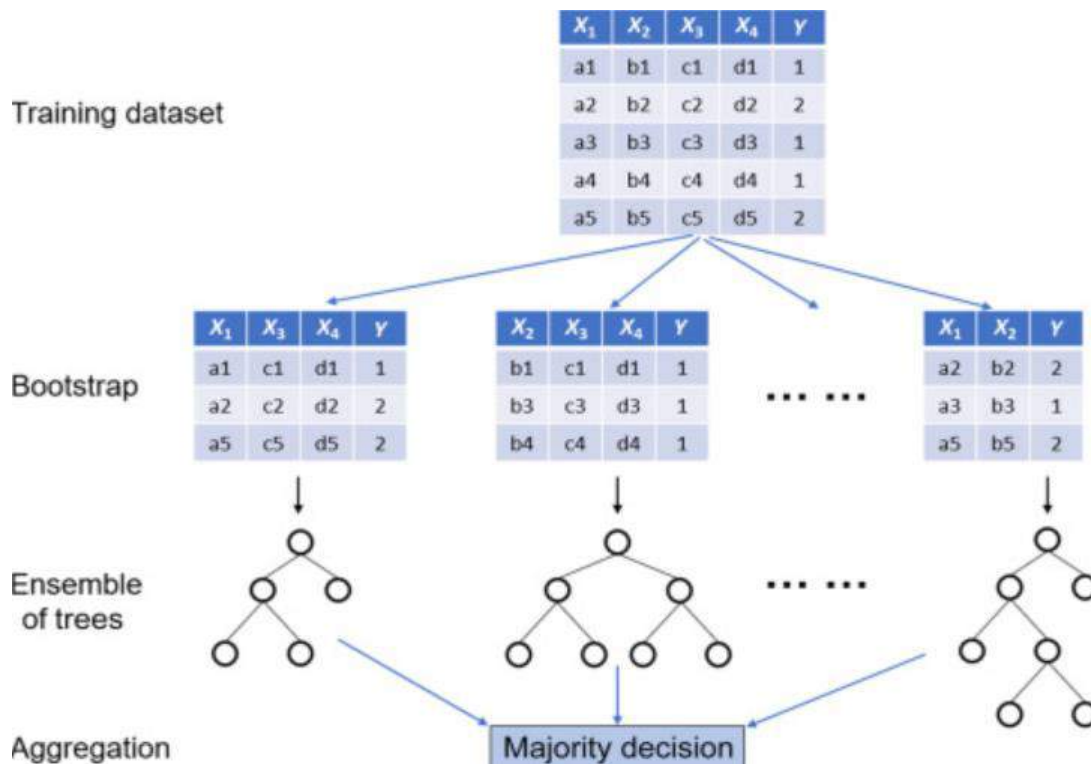 X₁ X₂ X₃ X₄ Y
a1 b1 c1 d1 1
Training dataset
a2 b2 c2 d2 2
a3 b3 c3 d3 1
a4 b4 c4 d4 1
a5 b5 c5 d5 2
X₁ X₃ X₄ Y
a1 c1 d1 1
a2 c2 d2 2
a5 c5 d5 2
X₂ X₃ X₄ Y
b1 c1 d1 1
b3 c3 d3 1
b4 c4 d4 1
X₁ X₂ Y
a2 b2 2
a3 b3 1
a5 b5 2
Bootstrap
... ...
Ensemble
of trees
... ...
Aggregation
Majority decision